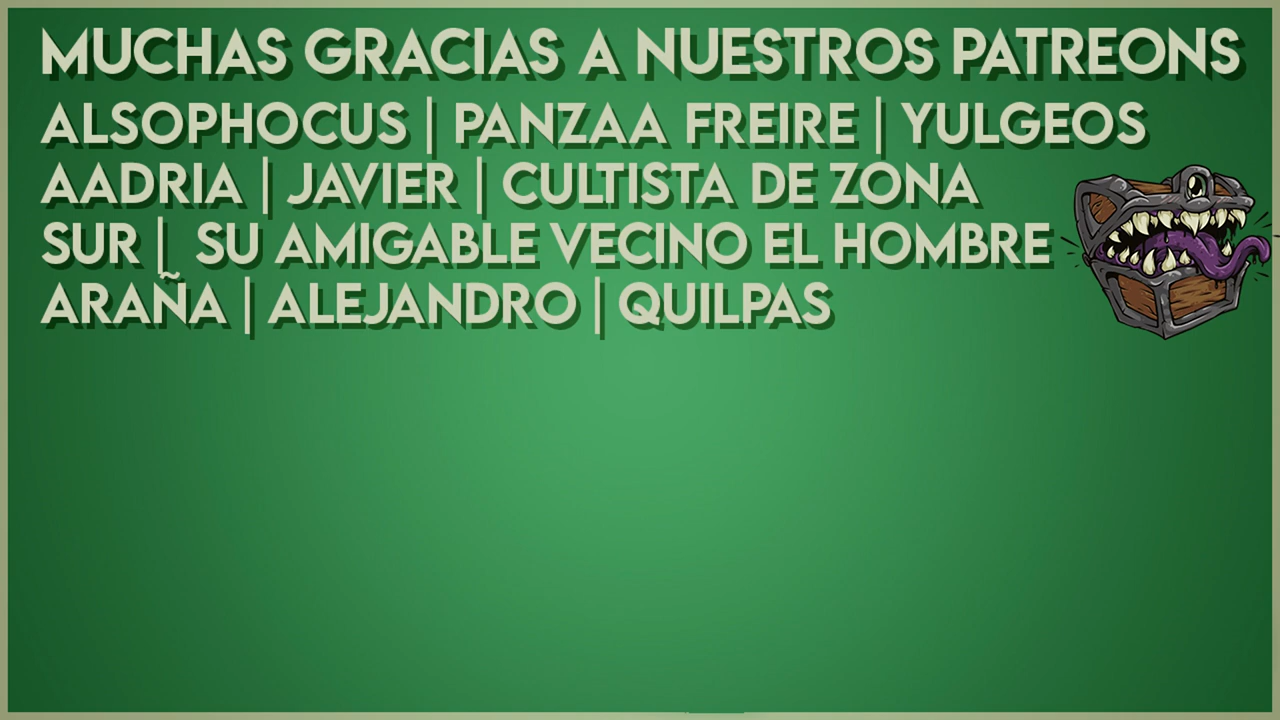 MUCHAS GRACIAS A NUESTROS PATREONS
ALSOPHOCUS | PANZAA FREIRE | YULGEOS
AADRIA | JAVIER | CULTISTA DE ZONA
SUR | SU AMIGABLE VECINO EL HOMBRE
ARAÑA | ALEJANDRO | QUILPAS